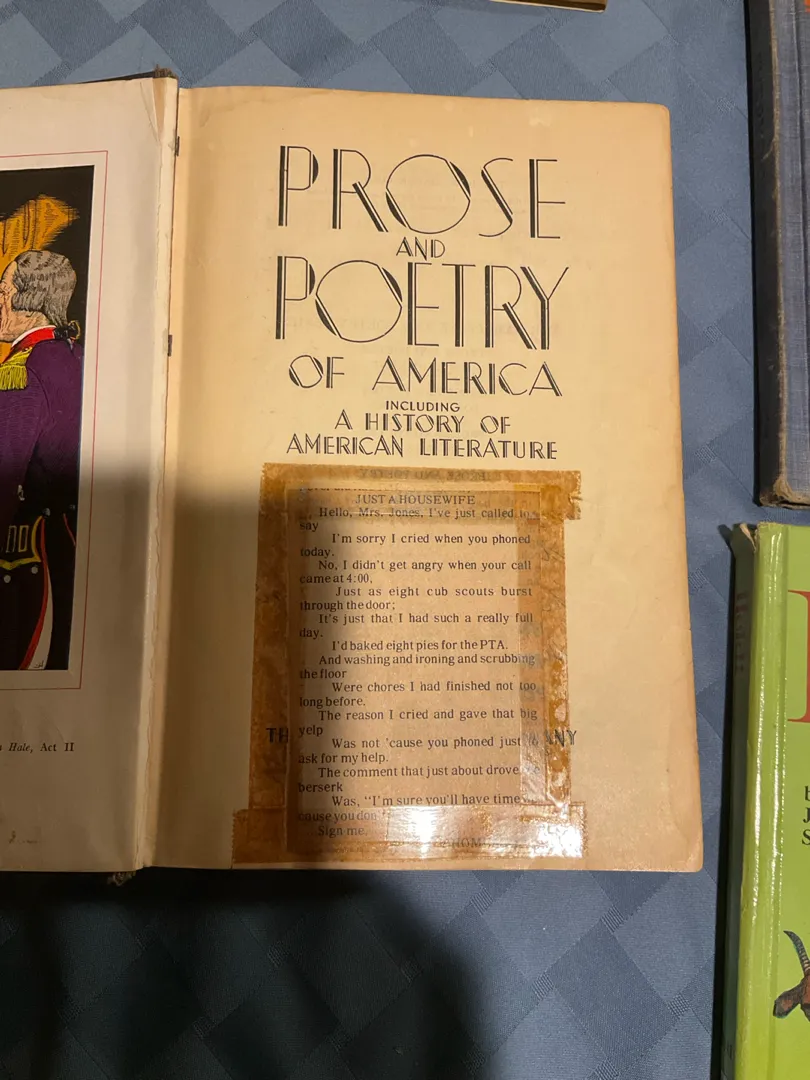 PROSE
AND
POETRY
OF AMERICA
INCLUDING
A HISTORY OF
AMERICAN LITERATURE
JUST A HOUSEWIFE
Hello, Mrs. Jones, I've just called to
say
I'm sorry I cried when you phoned
today.
No, I didn't get angry when your call
came at 4:00,
Just as eight cub scouts burst
through the door;
It's just that I had such a really full
day.
I'd baked eight pies for the PTA.
And washing and ironing and scrubbing
the floor
Were chores I had finished not too
long before.
The reason I cried and gave that big
yelp
Was not 'cause you phoned just
ask for my help.
The comment that just about drove
berserk
Was, "I'm sure you'll have time
cause you don
Sign me,
TH
NY
Hale, Act II